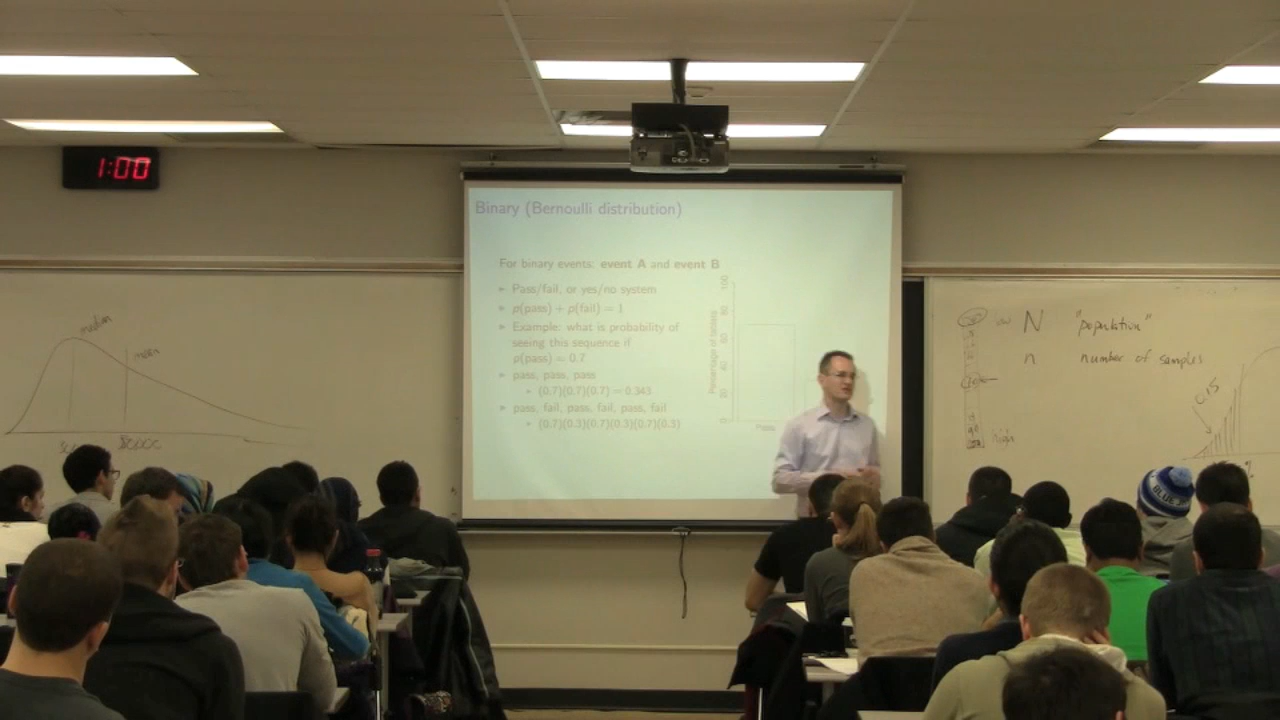 1:00
Binary (Bernoulli distribution)
For binary events: event A and event B
Pass/fail, or yes/no system
p(pass) + p(fail) = 1
Example: what is probability of
seeing this sequence if
p(pass) = 0.7
pass, pass, pass
(0.7)(0.7)(0.7) = 0.343
pass, fail, pass, fail, pass, fail
(0.7)(0.3)(0.7)(0.3)(0.7)(0.3)
Percentage of
0 20 40 60 80 100
median
mean
N "population"
n number of samples
high
0.15
BLUE JAYS